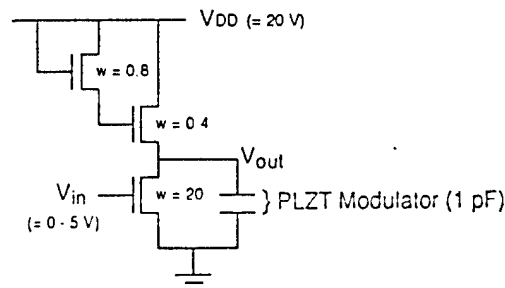 VDD (= 20 V)
w = 0.8
w = 0.4
Vout
Vin
w = 20
} PLZT Modulator (1 pF)
(= 0 - 5 V)